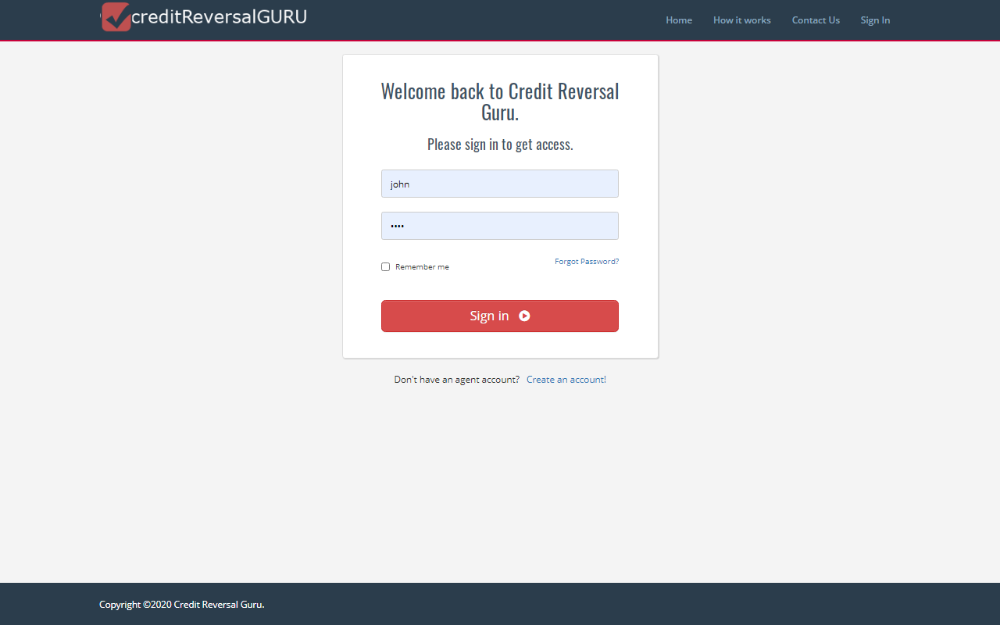 creditReversalGURU
Home How it works Contact Us Sign In
Welcome back to Credit Reversal
Guru.
Please sign in to get access.
john
••••
Forgot Password?
Remember me
Sign in
Don't have an agent account? Create an account!
Copyright ©2020 Credit Reversal Guru.